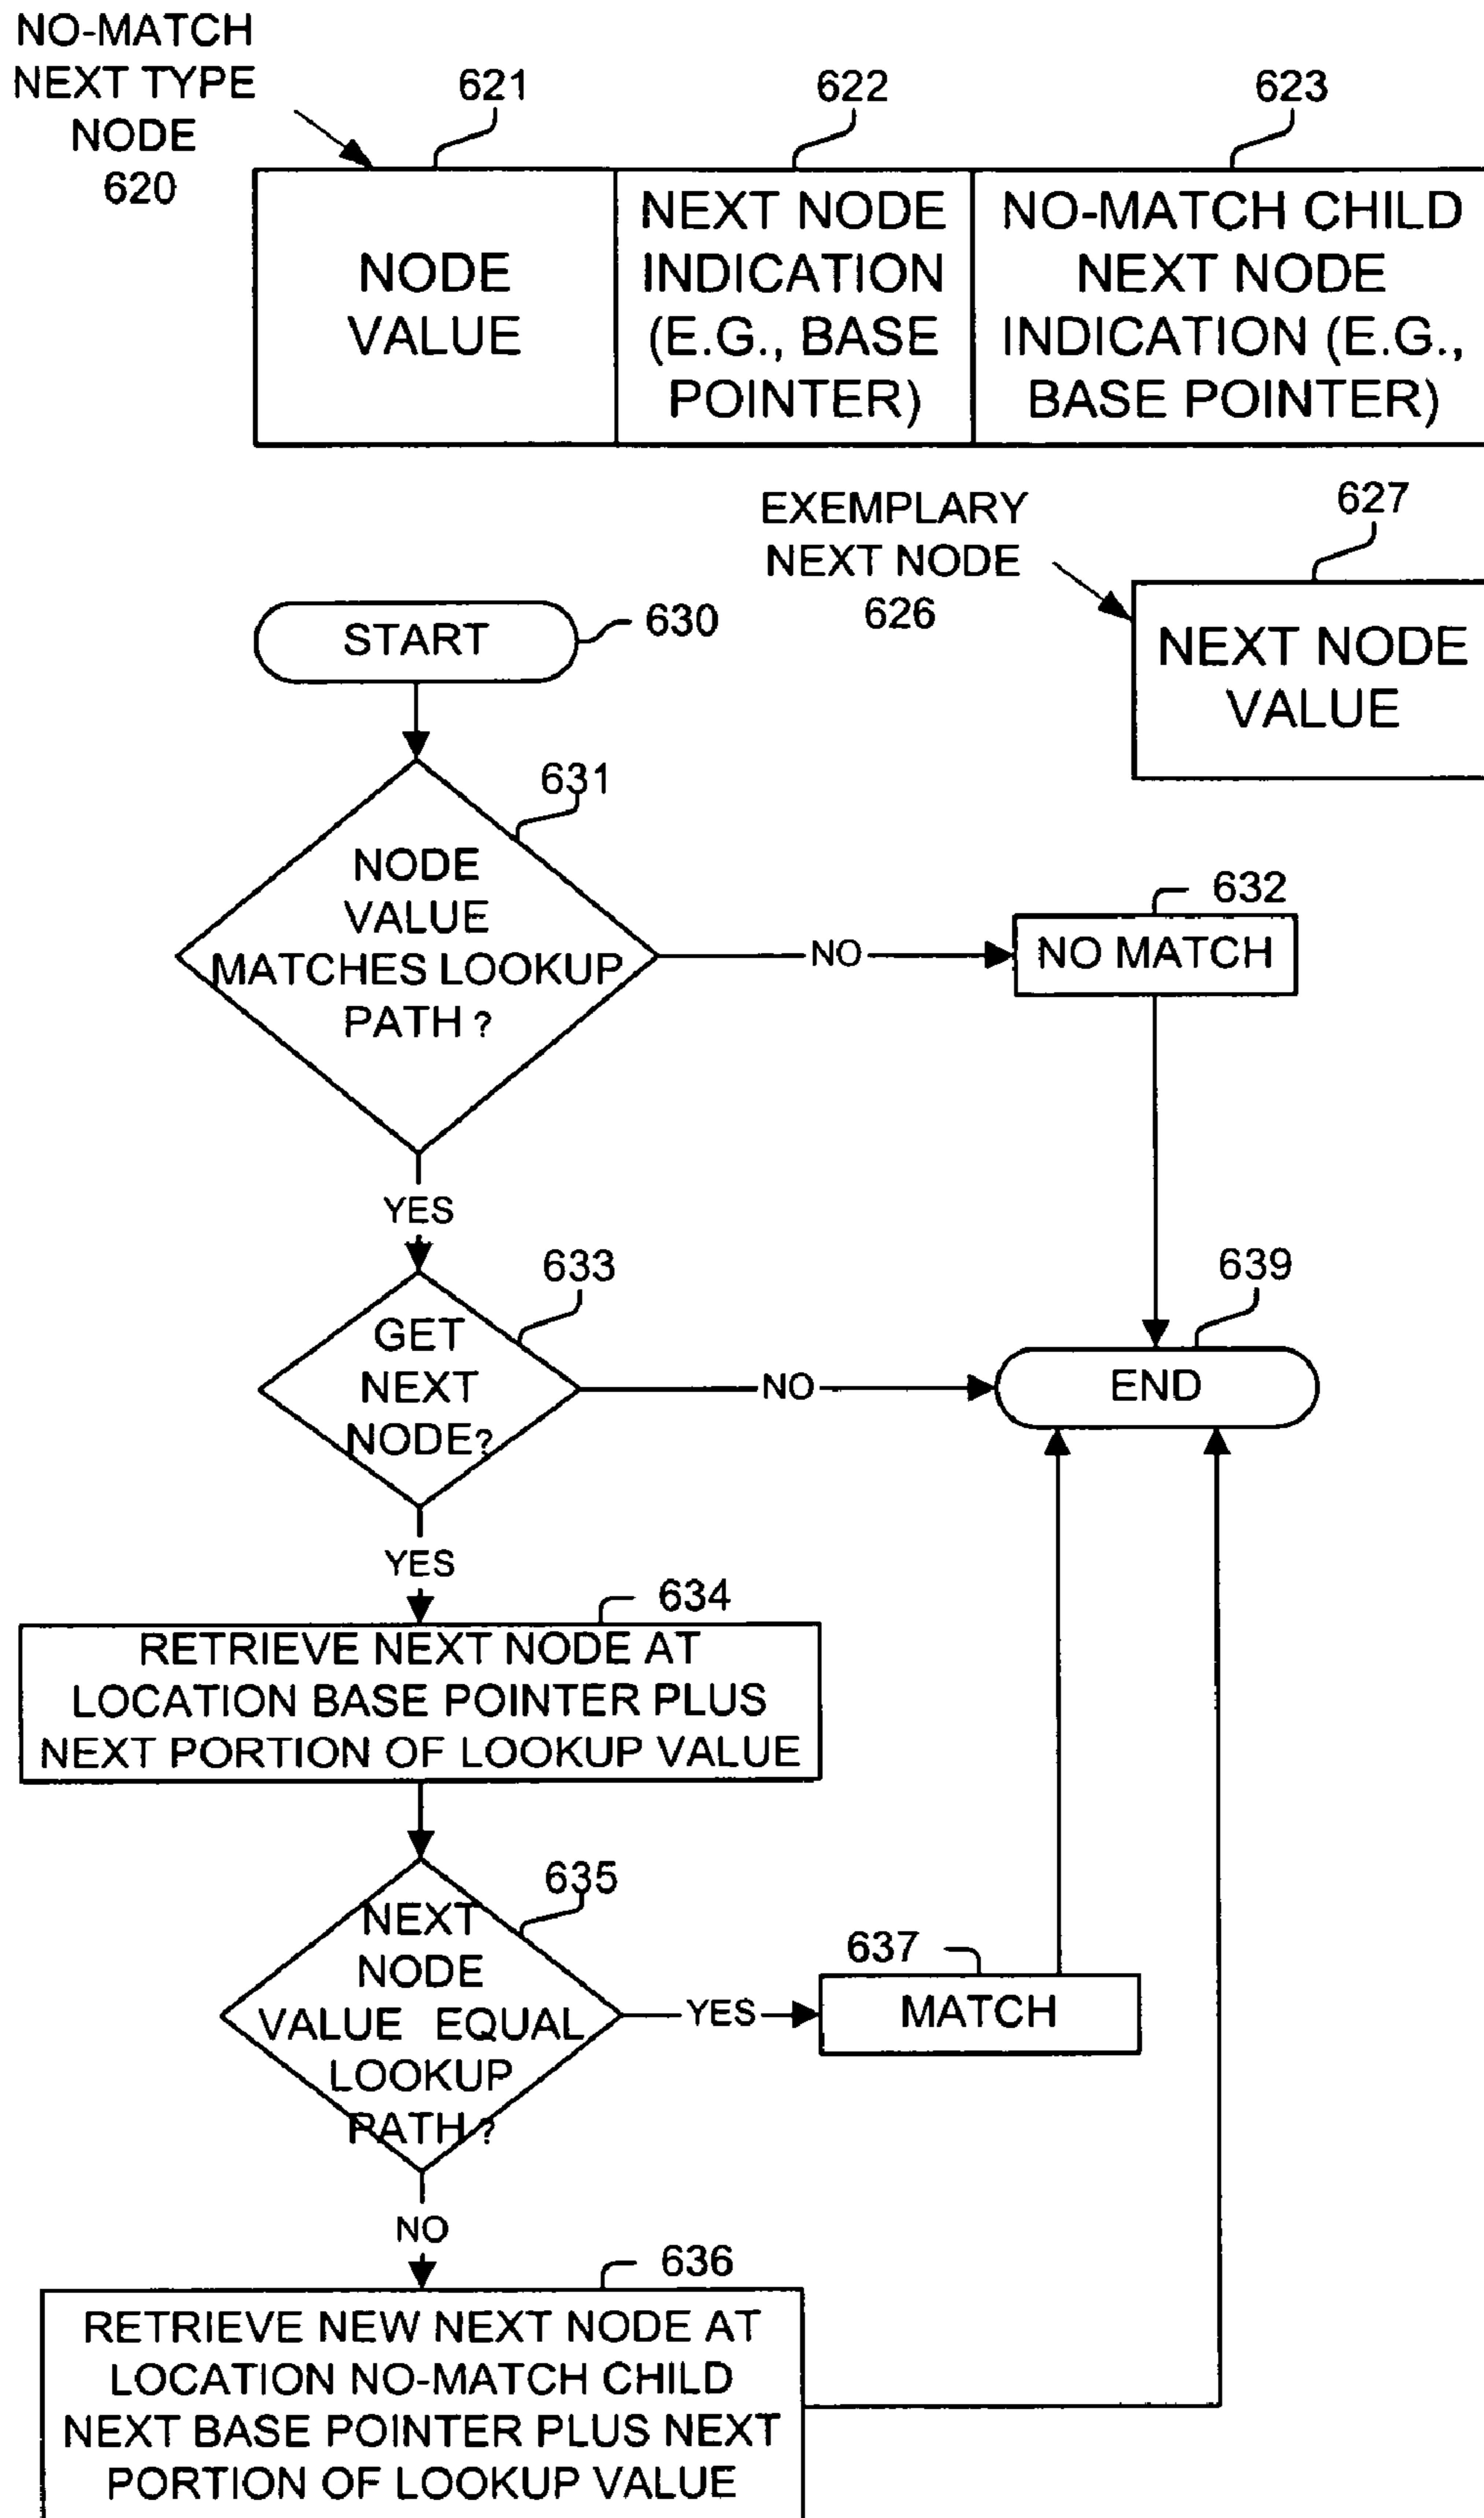 NO-MATCH
NEXT TYPE
NODE
620
621
622
623
NODE
VALUE
NEXT NODE
INDICATION
(E.G., BASE
POINTER)
NO-MATCH CHILD
NEXT NODE
INDICATION (E.G.,
BASE POINTER)
EXEMPLARY
NEXT NODE
626
627
NEXT NODE
VALUE
START
630
631
NODE
VALUE
MATCHES LOOKUP
PATH ?
NO
632
NO MATCH
YES
633
GET
NEXT
NODE?
NO
639
END
YES
634
RETRIEVE NEXT NODE AT
LOCATION BASE POINTER PLUS
NEXT PORTION OF LOOKUP VALUE
635
NEXT
NODE
VALUE EQUAL
LOOKUP
PATH ?
YES
637
MATCH
NO
636
RETRIEVE NEW NEXT NODE AT
LOCATION NO-MATCH CHILD
NEXT BASE POINTER PLUS NEXT
PORTION OF LOOKUP VALUE